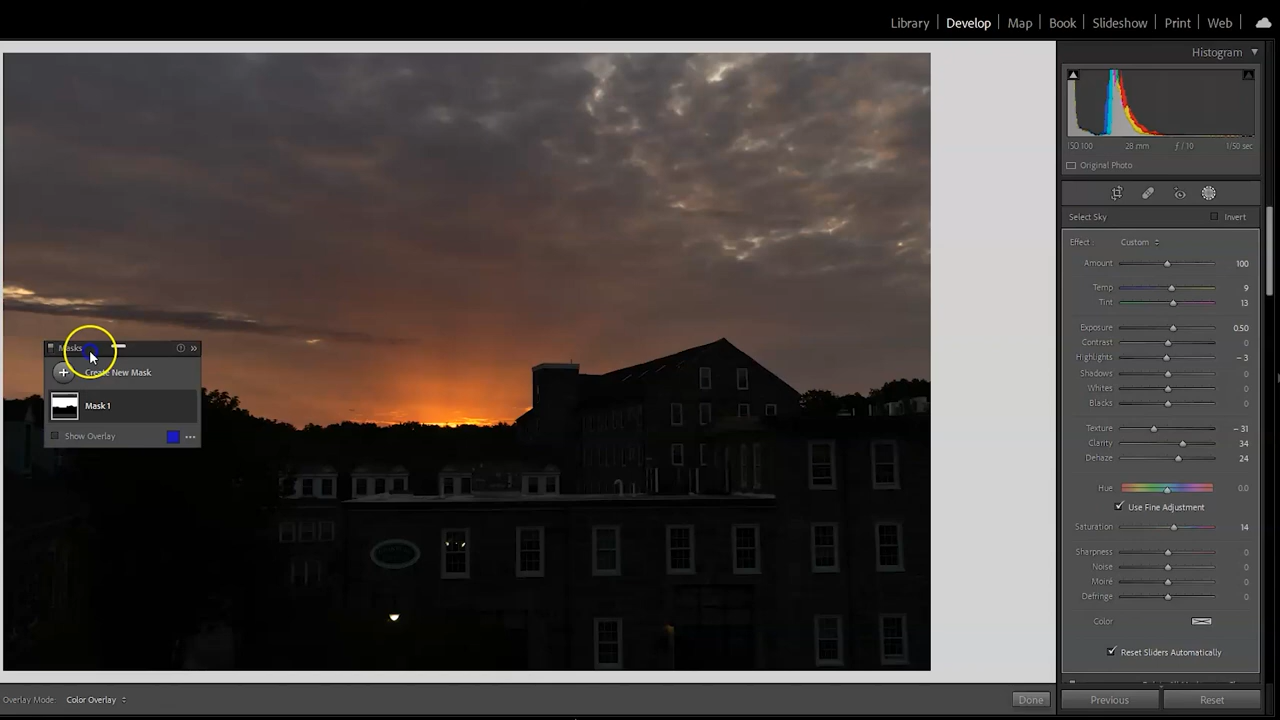 Library Develop Map Book Slideshow Print Web
Histogram
ISO 100 28 mm ƒ / 10 1/50 sec
Original Photo
Select Sky Invert
Effect : Custom
Amount 100
Temp 9
Tint 13
Exposure 0.50
Contrast 0
Highlights – 3
Shadows 0
Whites 0
Blacks 0
Texture – 31
Clarity 34
Dehaze 24
Hue 0.0
Use Fine Adjustment
Saturation 14
Sharpness 0
Noise 0
Moiré 0
Defringe 0
Color
Reset Sliders Automatically
Masks
Create New Mask
Mask 1
Show Overlay
Overlay Mode: Color Overlay
Done
Previous Reset